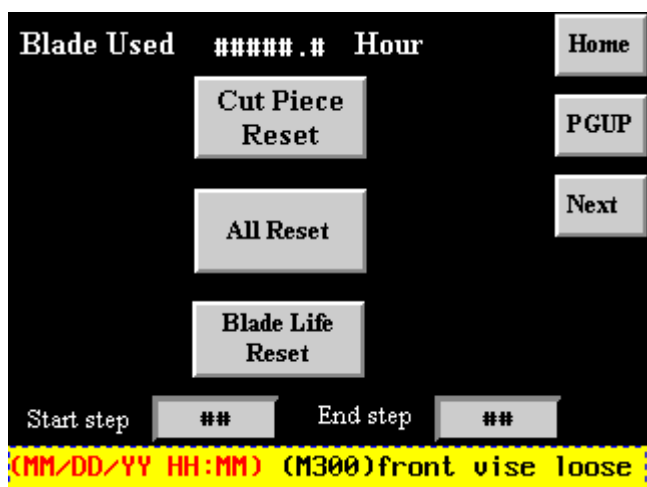 Blade Used #####.# Hour
Home
Cut Piece
Reset
PGUP
All Reset
Next
Blade Life
Reset
Start step ## End step ##
(MM/DD/YY HH:MM) (M300)front vise loose